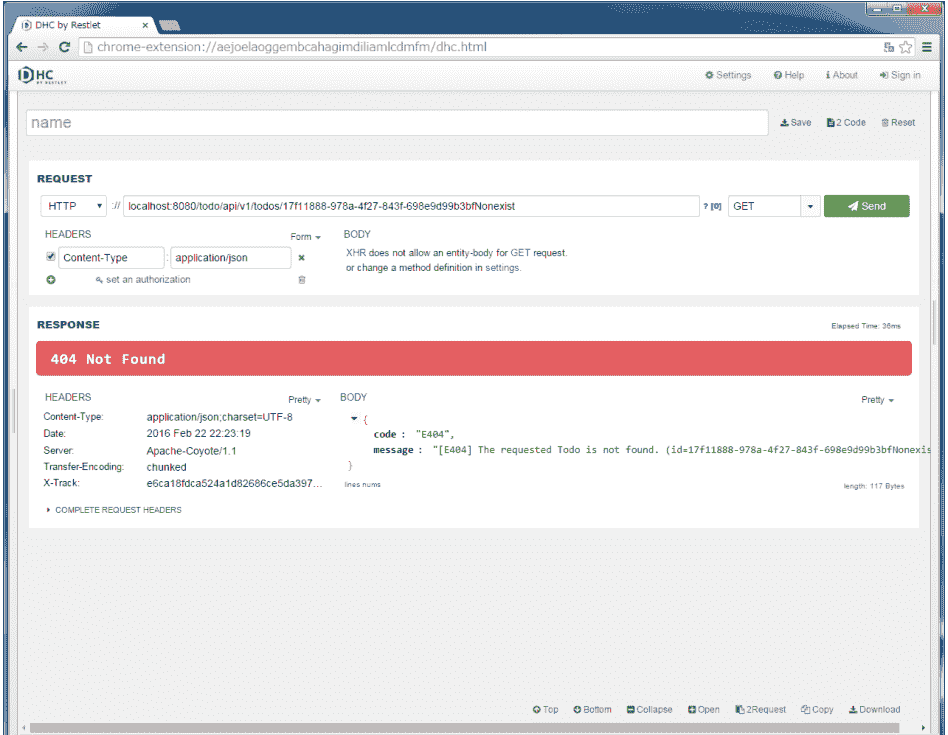 DHC by Restlet
chrome-extension://aejoelaoggembcahagimdiliamlcdmfm/dhc.html
DHC Settings Help About Sign in
BY RESTLET
name Save 2 Code Reset
REQUEST
HTTP :// localhost:8080/todo/api/v1/todos/17f11888-978a-4f27-843f-698e9d99b3bfNonexist ? [0] GET Send
HEADERS Form BODY
Content-Type : application/json XHR does not allow an entity-body for GET request.
or change a method definition in settings.
set an authorization
RESPONSE Elapsed Time: 36ms
404 Not Found
HEADERS Pretty BODY Pretty
Content-Type: application/json;charset=UTF-8 {
Date: 2016 Feb 22 22:23:19 code : "E404",
Server: Apache-Coyote/1.1 message : "[E404] The requested Todo is not found. (id=17f11888-978a-4f27-843f-698e9d99b3bfNonexis
Transfer-Encoding: chunked }
X-Track: e6ca18fdca524a1d82686ce5da397... lines nums length: 117 Bytes
COMPLETE REQUEST HEADERS
Top Bottom Collapse Open 2Request Copy Download